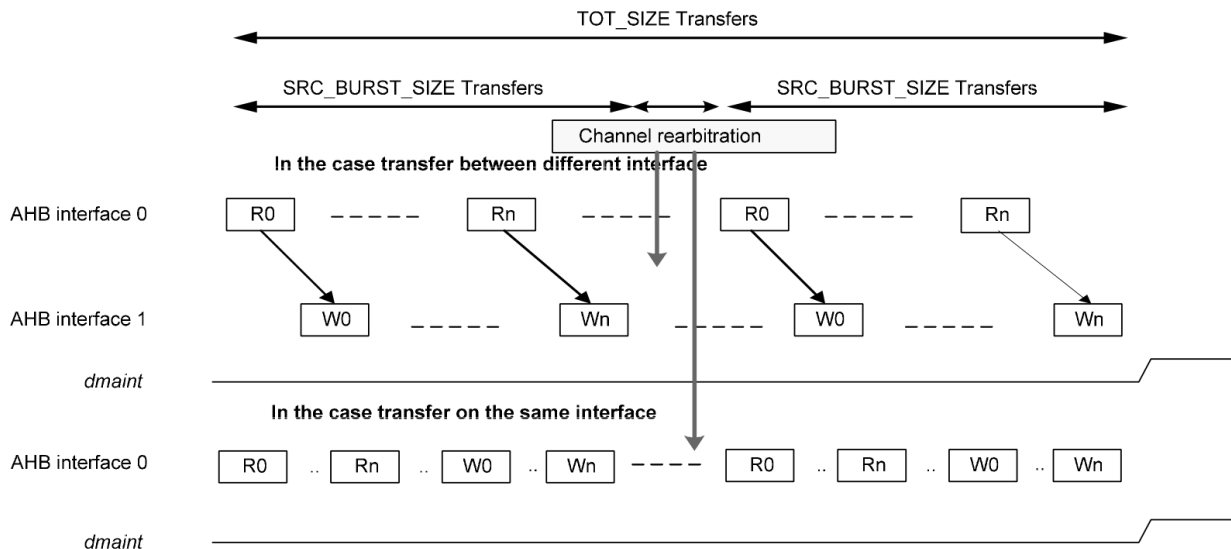 TOT_SIZE Transfers
SRC_BURST_SIZE Transfers SRC_BURST_SIZE Transfers
Channel rearbitration
In the case transfer between different interface
AHB interface 0 R0 Rn R0 Rn
AHB interface 1 W0 Wn W0 Wn
dmaint
In the case transfer on the same interface
AHB interface 0 R0 .. Rn .. W0 .. Wn R0 .. Rn .. W0 .. Wn
dmaint